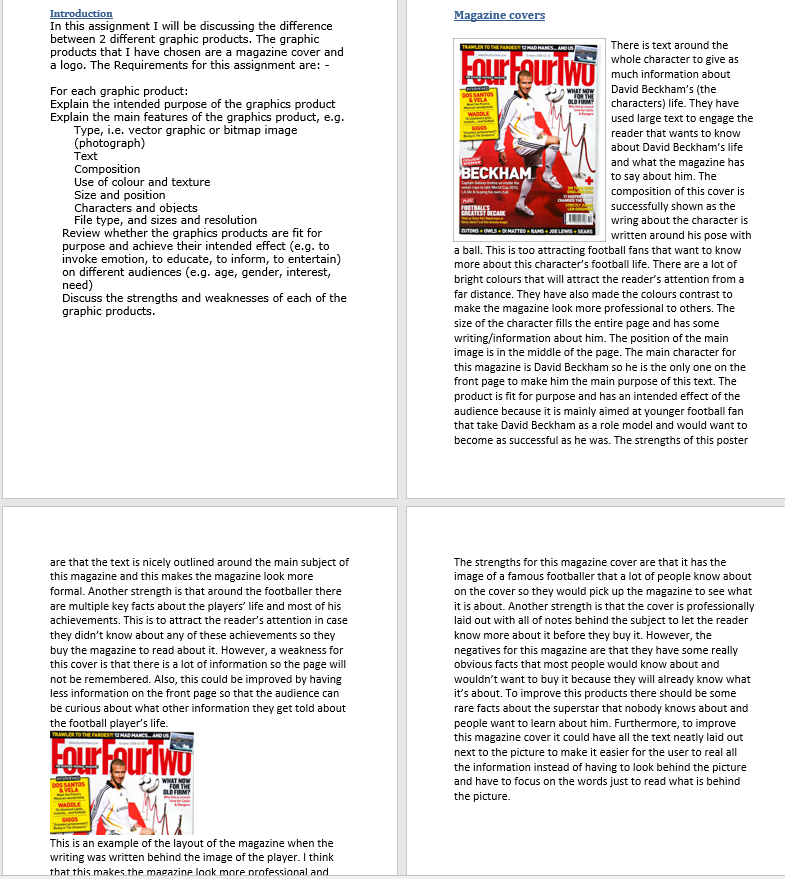 Introduction
In this assignment I will be discussing the difference
between 2 different graphic products. The graphic
products that I have chosen are a magazine cover and
a logo. The Requirements for this assignment are: -
For each graphic product:
Explain the intended purpose of the graphics product
Explain the main features of the graphics product, e.g.
Type, i.e. vector graphic or bitmap image
(photograph)
Text
Composition
Use of colour and texture
Size and position
Characters and objects
File type, and sizes and resolution
Review whether the graphics products are fit for
purpose and achieve their intended effect (e.g. to
invoke emotion, to educate, to inform, to entertain)
on different audiences (e.g. age, gender, interest,
need)
Discuss the strengths and weaknesses of each of the
graphic products.
Magazine covers
TRAWLER TO THE FAROES!! 12 MAD MANCS... AND US
FourFourTwo
DOS SANTOS
& VELA
WADDLE
GIGGS
WHAT NOW
FOR THE
OLD FIRM?
BECKHAM
PLUS
FOOTBALL'S
GREATEST DECADE
ZUTONS • OWLS • DI MATTEO • RAMS • JOE LEWIS • SEARS
There is text around the
whole character to give as
much information about
David Beckham's (the
characters) life. They have
used large text to engage the
reader that wants to know
about David Beckham's life
and what the magazine has
to say about him. The
composition of this cover is
successfully shown as the
wring about the character is
written around his pose with
a ball. This is too attracting football fans that want to know
more about this character's football life. There are a lot of
bright colours that will attract the reader's attention from a
far distance. They have also made the colours contrast to
make the magazine look more professional to others. The
size of the character fills the entire page and has some
writing/information about him. The position of the main
image is in the middle of the page. The main character for
this magazine is David Beckham so he is the only one on the
front page to make him the main purpose of this text. The
product is fit for purpose and has an intended effect of the
audience because it is mainly aimed at younger football fan
that take David Beckham as a role model and would want to
become as successful as he was. The strengths of this poster
are that the text is nicely outlined around the main subject of
this magazine and this makes the magazine look more
formal. Another strength is that around the footballer there
are multiple key facts about the players' life and most of his
achievements. This is to attract the reader's attention in case
they didn't know about any of these achievements so they
buy the magazine to read about it. However, a weakness for
this cover is that there is a lot of information so the page will
not be remembered. Also, this could be improved by having
less information on the front page so that the audience can
be curious about what other information they get told about
the football player's life.
TRAWLER TO THE FAROES!! 12 MAD MANCS... AND US
FourFourTwo
DOS SANTOS
& VELA
WADDLE
GIGGS
WHAT NOW
FOR THE
OLD FIRM?
This is an example of the layout of the magazine when the
writing was written behind the image of the player. I think
that this makes the magazine look more professional and
The strengths for this magazine cover are that it has the
image of a famous footballer that a lot of people know about
on the cover so they would pick up the magazine to see what
it is about. Another strength is that the cover is professionally
laid out with all of notes behind the subject to let the reader
know more about it before they buy it. However, the
negatives for this magazine are that they have some really
obvious facts that most people would know about and
wouldn't want to buy it because they will already know what
it's about. To improve this products there should be some
rare facts about the superstar that nobody knows about and
people want to learn about him. Furthermore, to improve
this magazine cover it could have all the text neatly laid out
next to the picture to make it easier for the user to real all
the information instead of having to look behind the picture
and have to focus on the words just to read what is behind
the picture.